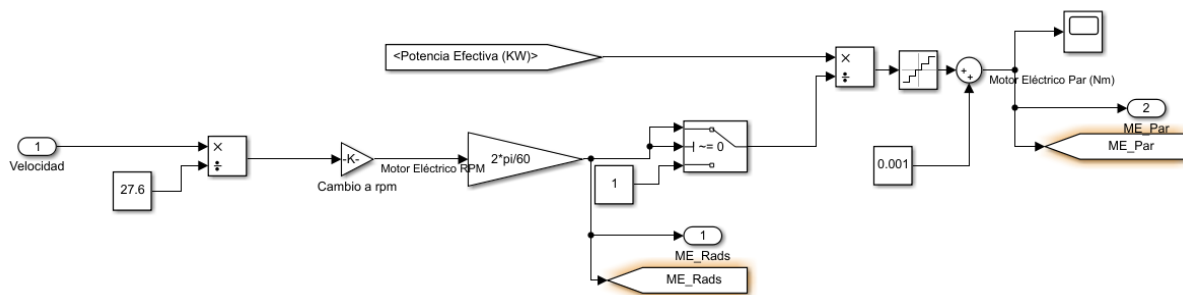 <Potencia Efectiva (KW)>
×
÷
Motor Eléctrico Par (Nm)
2
ME_Par
ME_Par
0.001
1
Velocidad
×
÷
27.6
-K-
Cambio a rpm
Motor Eléctrico RPM
2*pi/60
~= 0
1
1
ME_Rads
ME_Rads